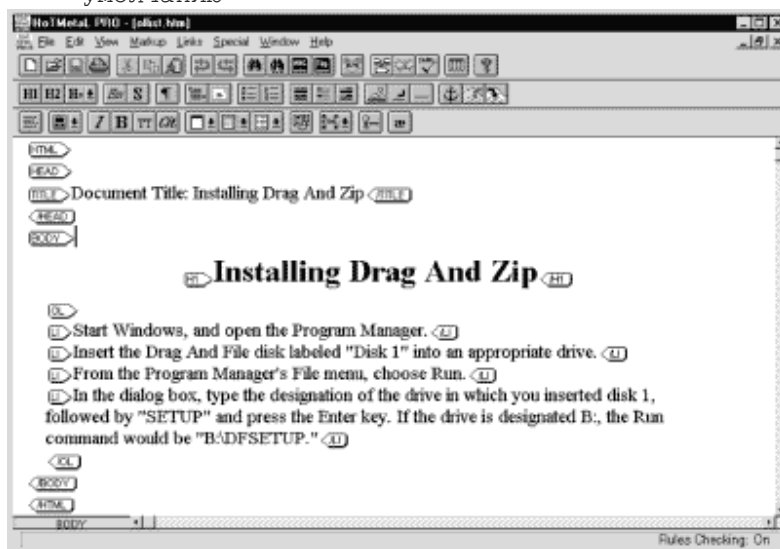 умолчанию
HoTMetaL PRO - [ollist.htm]
File Edit View Markup Links Special Window Help
H1 H2 S ¶
I B TT
HTML
HEAD
TITLE Document Title: Installing Drag And Zip /TITLE
/HEAD
BODY
H1 Installing Drag And Zip /H1
OL
LI Start Windows, and open the Program Manager. /LI
LI Insert the Drag And File disk labeled "Disk 1" into an appropriate drive. /LI
LI From the Program Manager's File menu, choose Run. /LI
LI In the dialog box, type the designation of the drive in which you inserted disk 1,
followed by "SETUP" and press the Enter key. If the drive is designated B:, the Run
command would be "B:\DFSETUP." /LI
/OL
/BODY
/HTML
BODY
Rules Checking: On